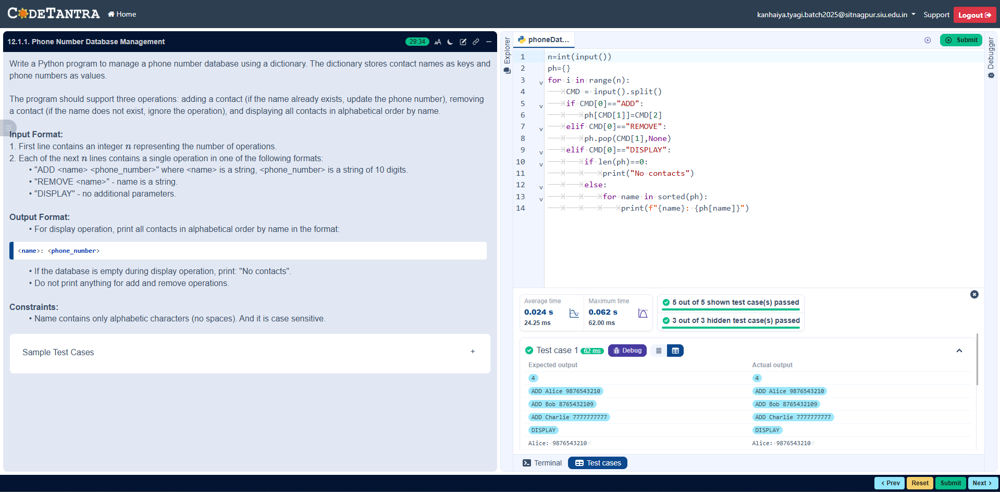 CODETANTRA
Home
kanhaiya.tyagi.batch2025@sitnagpur.siu.edu.in
Support
Logout
12.1.1. Phone Number Database Management
29:34
AA
Write a Python program to manage a phone number database using a dictionary. The dictionary stores contact names as keys and
phone numbers as values.
The program should support three operations: adding a contact (if the name already exists, update the phone number), removing
a contact (if the name does not exist, ignore the operation), and displaying all contacts in alphabetical order by name.
Input Format:
1. First line contains an integer n representing the number of operations.
2. Each of the next n lines contains a single operation in one of the following formats:
• "ADD <name> <phone_number>" where <name> is a string, <phone_number> is a string of 10 digits.
• "REMOVE <name>" - name is a string.
• "DISPLAY" - no additional parameters.
Output Format:
• For display operation, print all contacts in alphabetical order by name in the format:
<name>: <phone_number>
• If the database is empty during display operation, print: "No contacts".
• Do not print anything for add and remove operations.
Constraints:
• Name contains only alphabetic characters (no spaces). And it is case sensitive.
Sample Test Cases
+
Explorer
phoneDat...
Submit
Debugger
1 n=int(input())
2 ph={}
3 for i in range(n):
4 CMD = input().split()
5 if CMD[0]=="ADD":
6 ph[CMD[1]]=CMD[2]
7 elif CMD[0]=="REMOVE":
8 ph.pop(CMD[1],None)
9 elif CMD[0]=="DISPLAY":
10 if len(ph)==0:
11 print("No contacts")
12 else:
13 for name in sorted(ph):
14 print(f"{name}: {ph[name]}")
Average time
0.024 s
24.25 ms
Maximum time
0.062 s
62.00 ms
5 out of 5 shown test case(s) passed
3 out of 3 hidden test case(s) passed
Test case 1
62 ms
Debug
Expected output
Actual output
4
4
ADD Alice 9876543210
ADD Alice 9876543210
ADD Bob 8765432109
ADD Bob 8765432109
ADD Charlie 7777777777
ADD Charlie 7777777777
DISPLAY
DISPLAY
Alice: 9876543210
Alice: 9876543210
Terminal
Test cases
< Prev
Reset
Submit
Next >